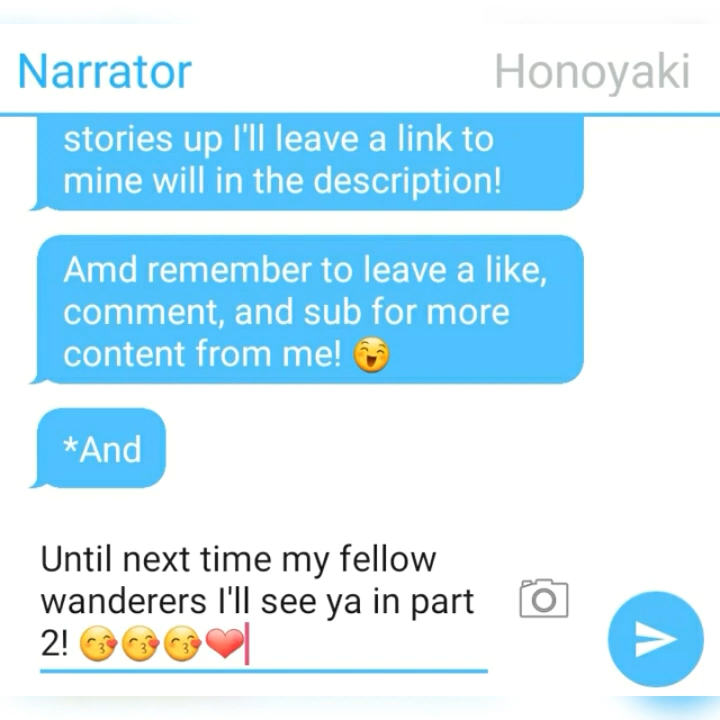 Narrator Honoyaki
stories up I'll leave a link to
mine will in the description!
Amd remember to leave a like,
comment, and sub for more
content from me! 😄
*And
Until next time my fellow
wanderers I'll see ya in part
2! 😘😘😘❤